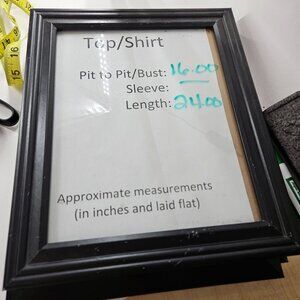 Top/Shirt
Pit to Pit/Bust: 16.00
Sleeve:
Length: 24.00
Approximate measurements
(in inches and laid flat)